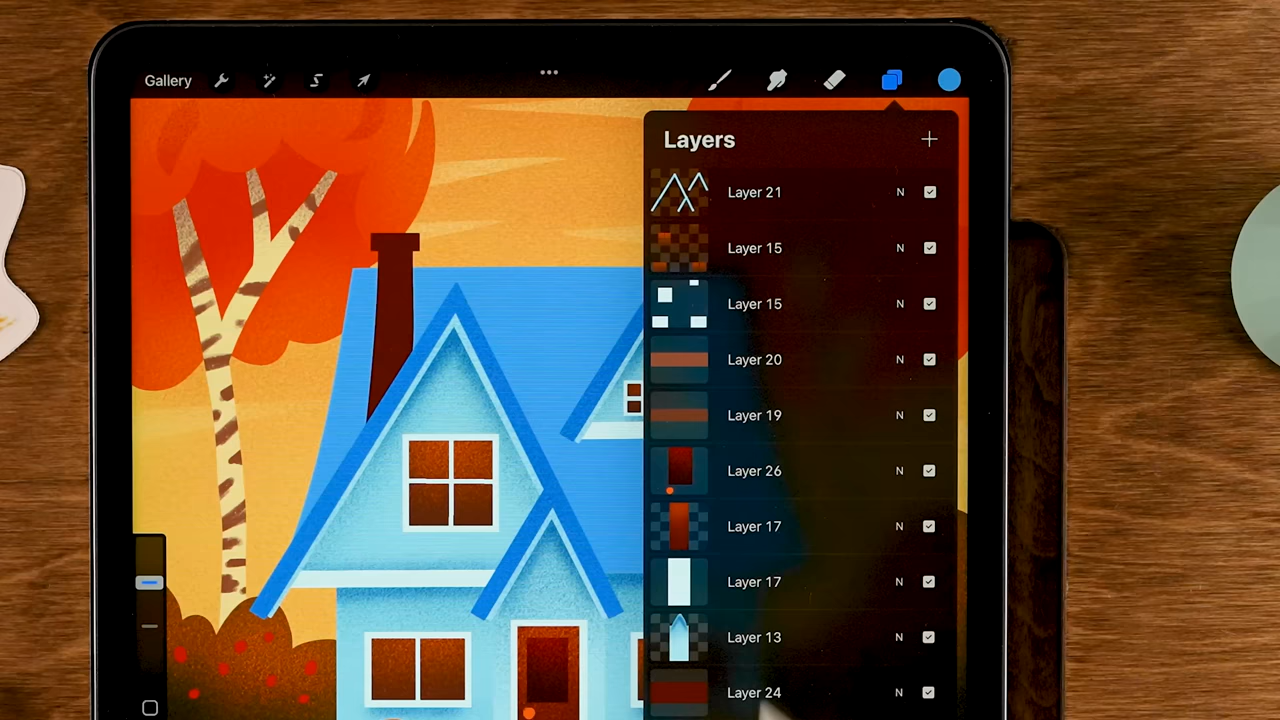 Gallery
Layers
Layer 21 N
Layer 15 N
Layer 15 N
Layer 20 N
Layer 19 N
Layer 26 N
Layer 17 N
Layer 17 N
Layer 13 N
Layer 24 N